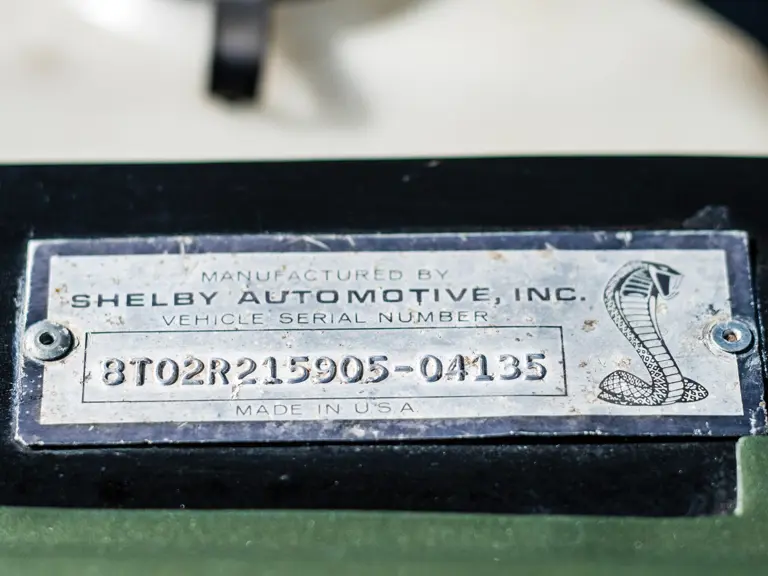 MANUFACTURED BY
SHELBY AUTOMOTIVE, INC.
VEHICLE SERIAL NUMBER
8T02R215905-04135
MADE IN U.S.A.